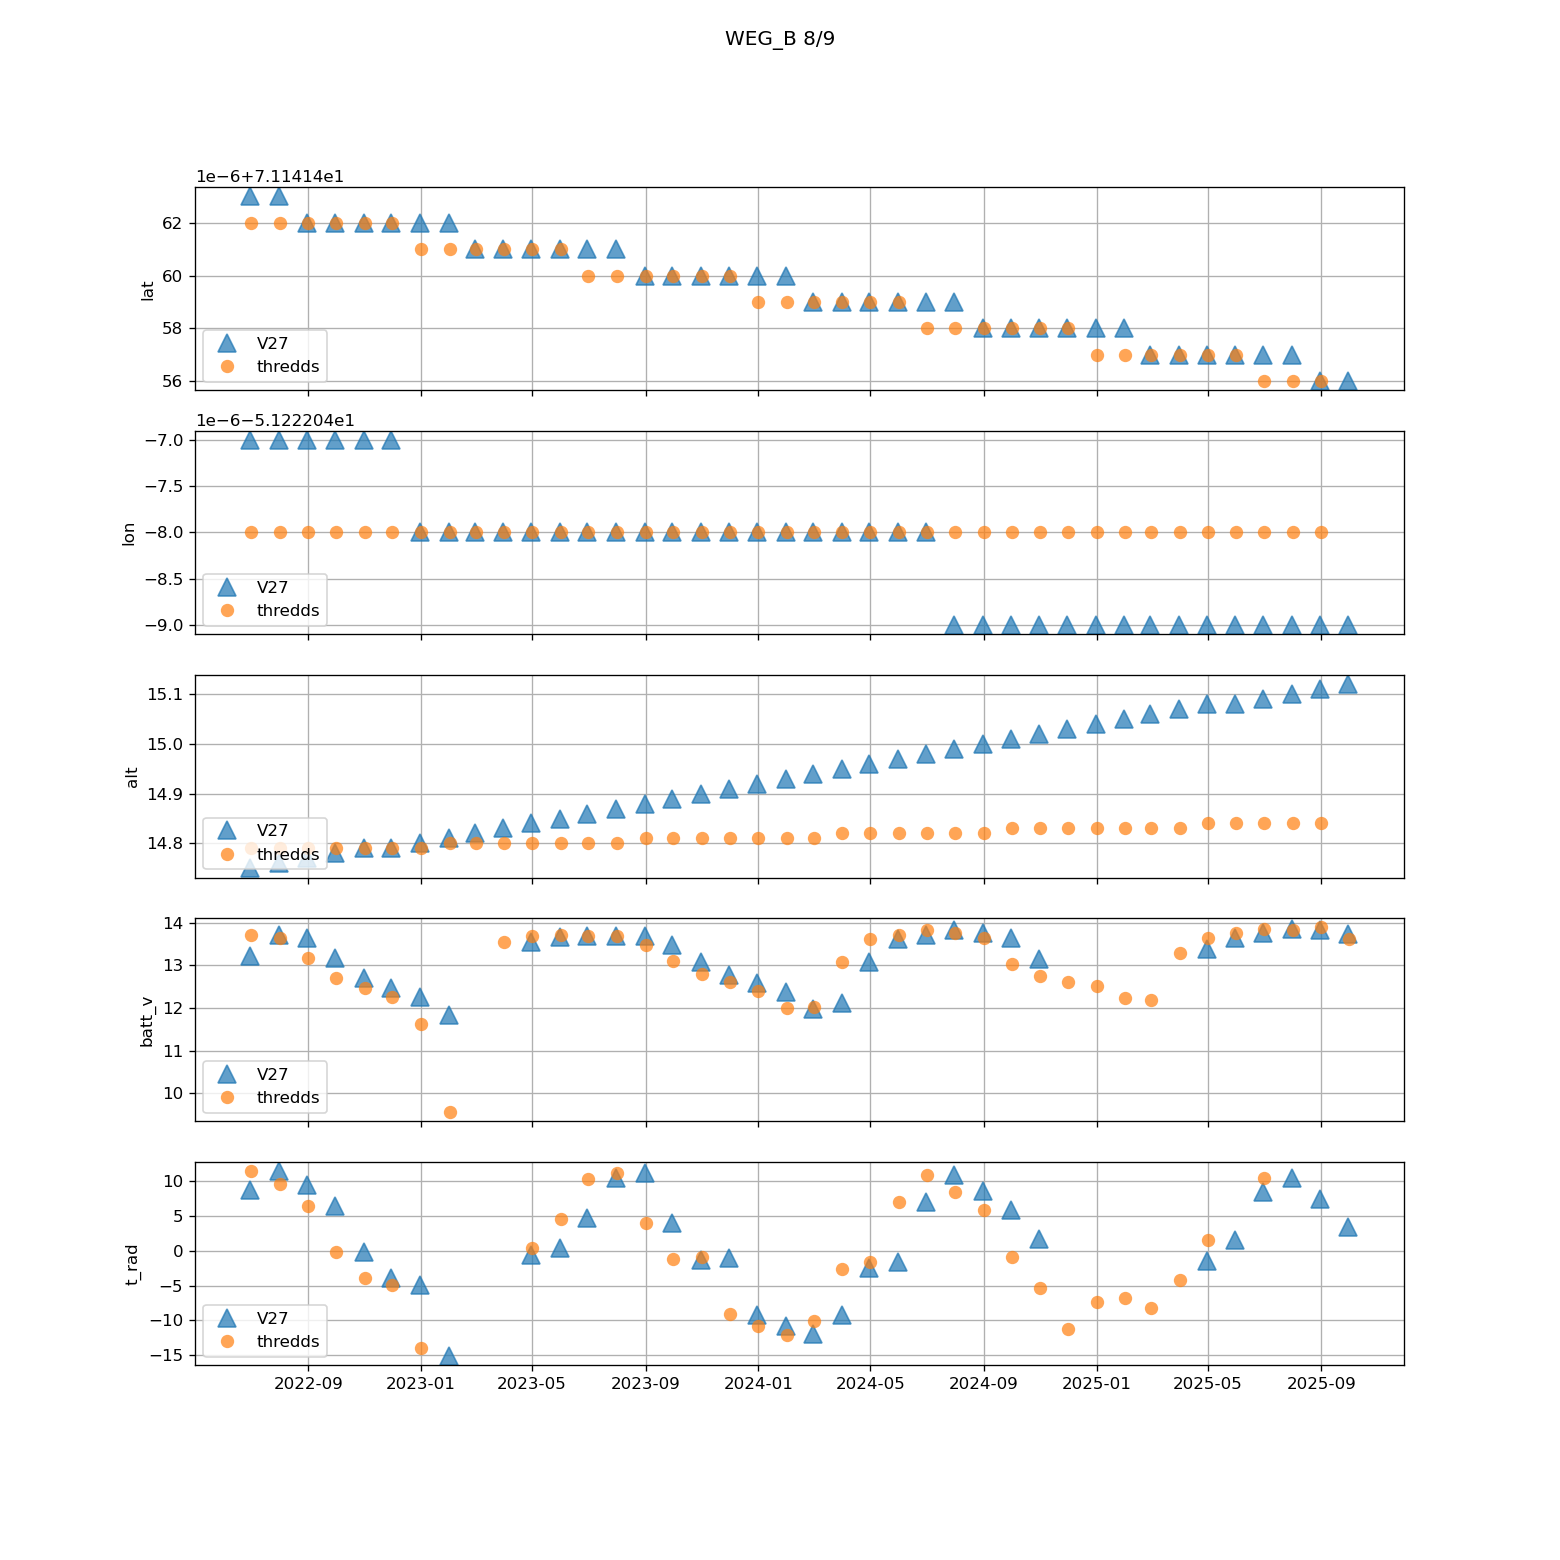 WEG_B 8/9
1e−6+7.11414e1
62
60
58
56
lat
V27
thredds
1e−6−5.122204e1
−7.0
−7.5
−8.0
−8.5
−9.0
lon
V27
thredds
15.1
15.0
14.9
14.8
alt
V27
thredds
14
13
12
11
10
batt_v
V27
thredds
10
5
0
−5
−10
−15
t_rad
V27
thredds
2022-09 2023-01 2023-05 2023-09 2024-01 2024-05 2024-09 2025-01 2025-05 2025-09